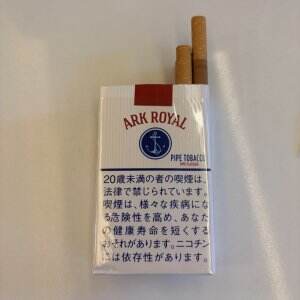 ARK ROYAL
PIPE TOBACCO
20歳未満の者の喫煙は、
法律で禁じられています。
喫煙は、様々な疾病にな
る危険性を高め、あなた
の健康寿命を短くする
おそれがあります。ニコチン
には依存性があります。